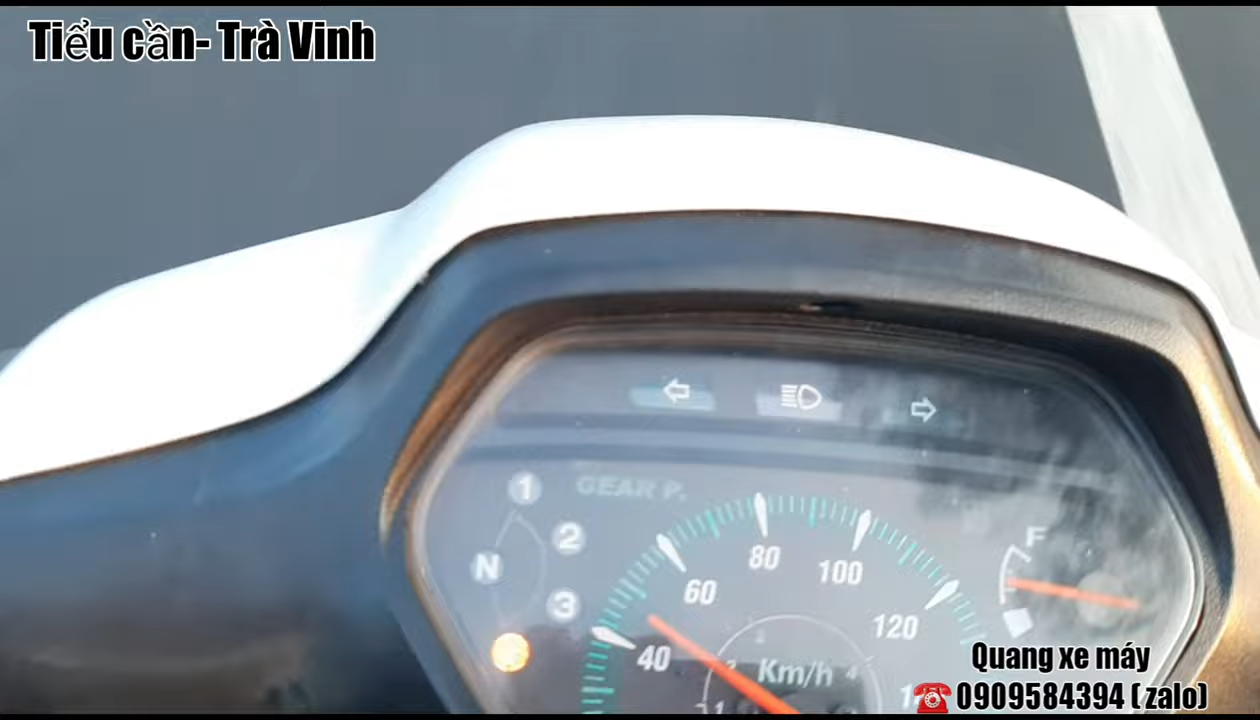 Tiểu cần- Trà Vinh
GEAR P.
1
2
N
3
F
80
100
60
120
40
Km/h
Quang xe máy
☎0909584394 ( zalo)